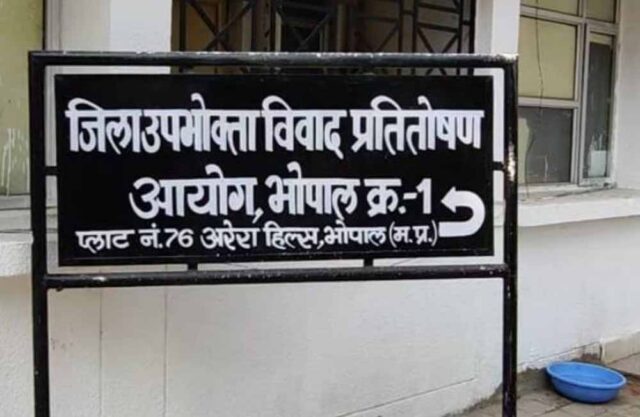 जिला उपभोक्ता विवाद प्रतितोषण
आयोग, भोपाल क्र.-1
प्लाट नं.76 अरेरा हिल्स,भोपाल (म.प्र.)